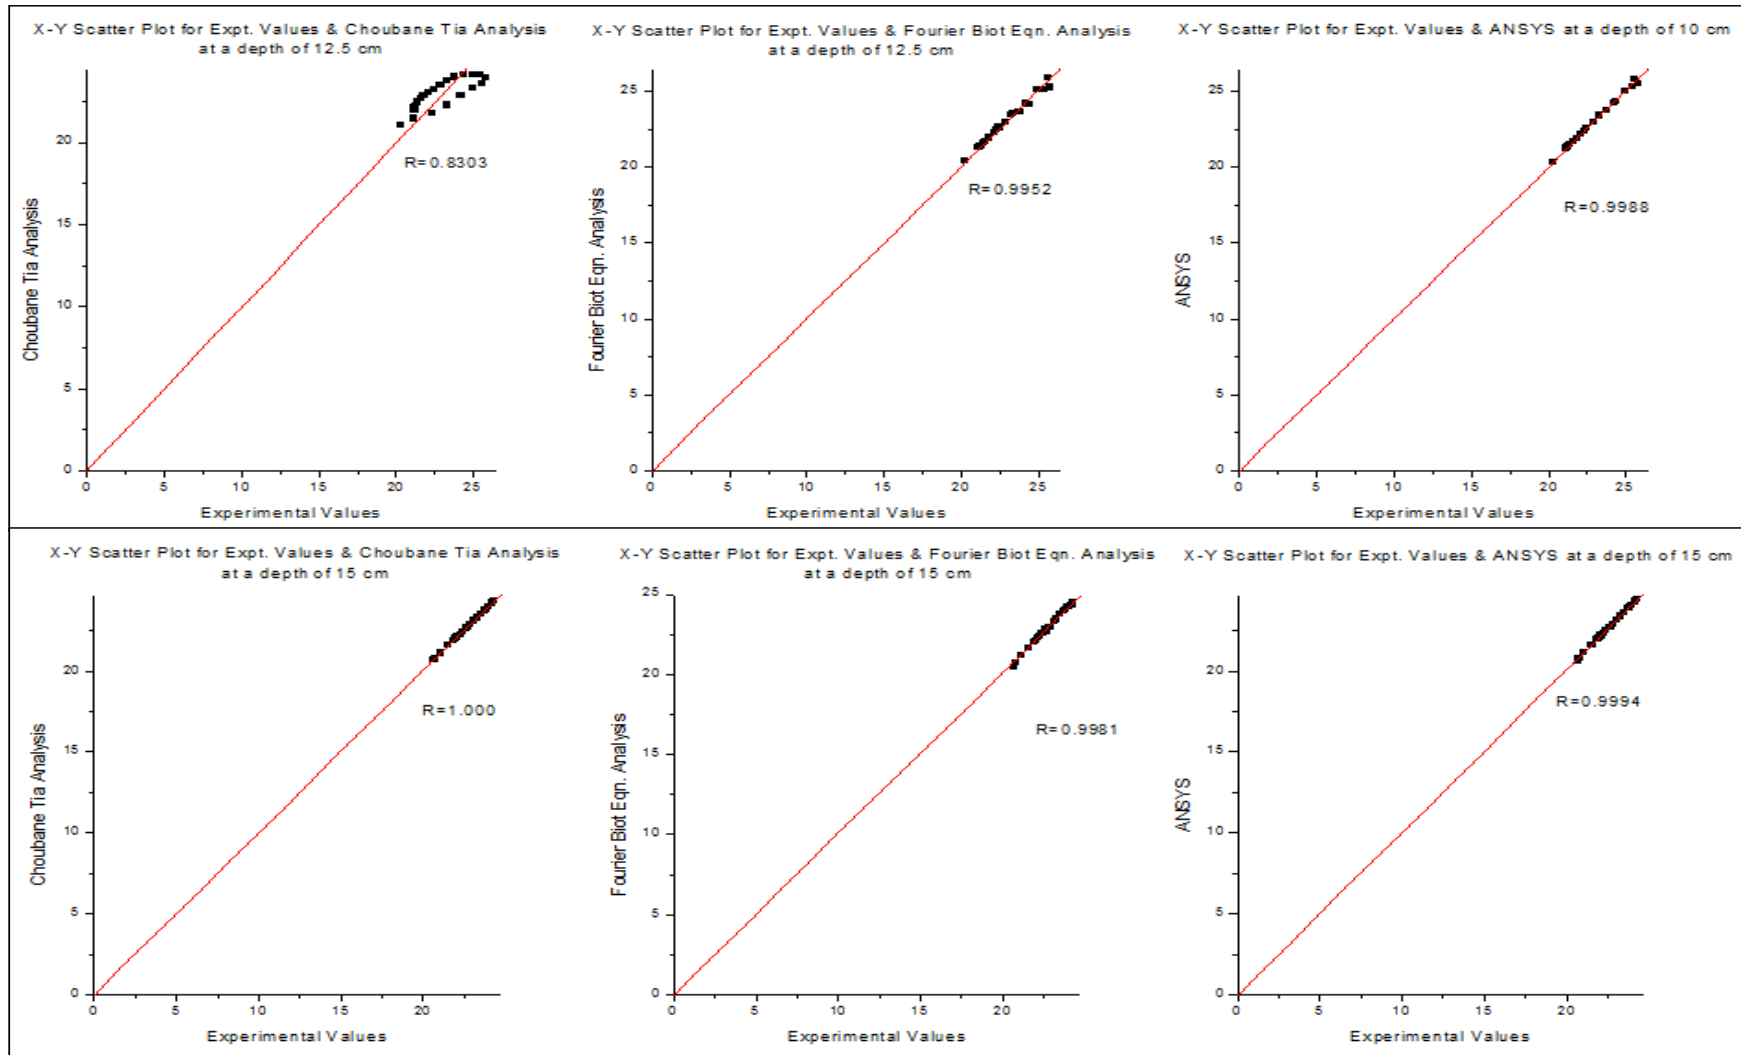 X-Y Scatter Plot for Expt. Values & Choubane Tia Analysis
at a depth of 12.5 cm
Choubane Tia Analysis
20
15
10
5
0
R=0.8303
0 5 10 15 20 25
Experimental Values
X-Y Scatter Plot for Expt. Values & Fourier Biot Eqn. Analysis
at a depth of 12.5 cm
Fourier Biot Eqn. Analysis
25
20
15
10
5
0
R=0.9952
0 5 10 15 20 25
Experimental Values
X-Y Scatter Plot for Expt. Values & ANSYS at a depth of 10 cm
ANSYS
25
20
15
10
5
0
R=0.9988
0 5 10 15 20 25
Experimental Values
X-Y Scatter Plot for Expt. Values & Choubane Tia Analysis
at a depth of 15 cm
Choubane Tia Analysis
20
15
10
5
0
R=1.000
0 5 10 15 20
Experimental Values
X-Y Scatter Plot for Expt. Values & Fourier Biot Eqn. Analysis
at a depth of 15 cm
Fourier Biot Eqn. Analysis
25
20
15
10
5
0
R=0.9981
0 5 10 15 20
Experimental Values
X-Y Scatter Plot for Expt. Values & ANSYS at a depth of 15 cm
ANSYS
20
15
10
5
0
R=0.9994
0 5 10 15 20
Experimental Values